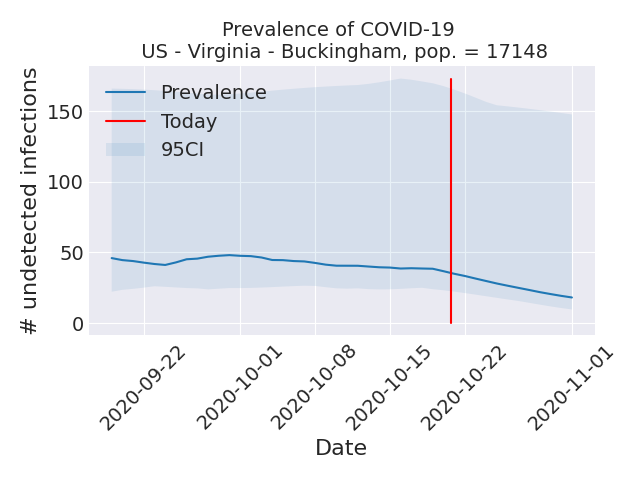 Prevalence of COVID-19
US - Virginia - Buckingham, pop. = 17148
# undetected infections
150
100
50
0
Prevalence
Today
95CI
2020-09-22
2020-10-01
2020-10-08
2020-10-15
2020-10-22
2020-11-01
Date